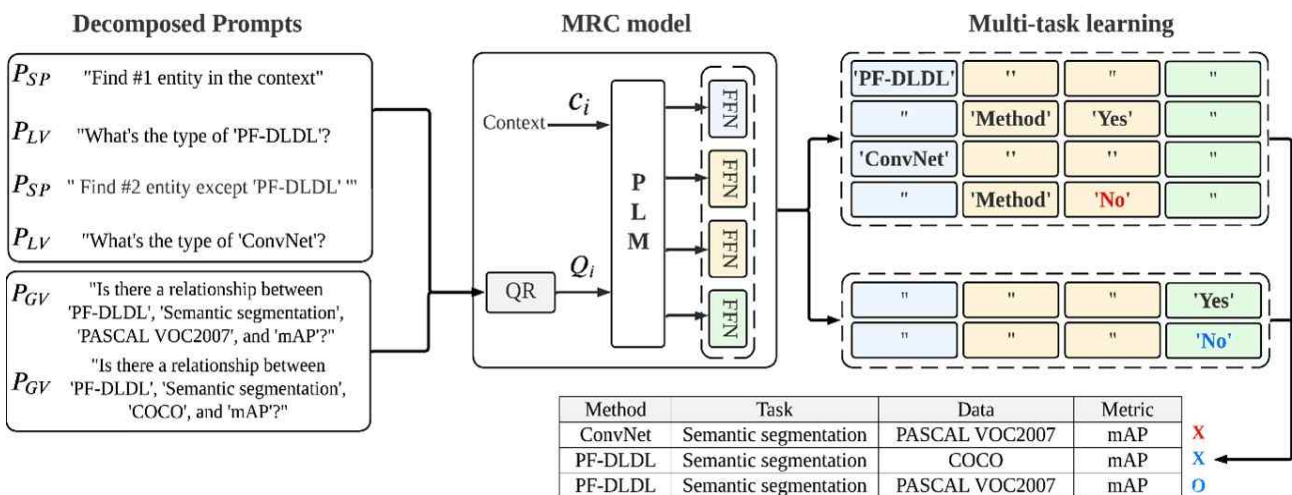 Decomposed Prompts
P_SP "Find #1 entity in the context"
P_LV "What's the type of 'PF-DLDL'?
P_SP " Find #2 entity except 'PF-DLDL' '"
P_LV "What's the type of 'ConvNet'?
P_GV "Is there a relationship between
'PF-DLDL', 'Semantic segmentation',
'PASCAL VOC2007', and 'mAP'?"
P_GV "Is there a relationship between
'PF-DLDL', 'Semantic segmentation',
'COCO', and 'mAP'?"
MRC model
Context
c_i
QR
Q_i
P
L
M
FFN
FFN
FFN
FFN
Multi-task learning
'PF-DLDL' '' " "
" 'Method' 'Yes' "
'ConvNet' '' '' "
" 'Method' 'No' "
" " " 'Yes'
" " " 'No'
Method Task Data Metric
ConvNet Semantic segmentation PASCAL VOC2007 mAP X
PF-DLDL Semantic segmentation COCO mAP X
PF-DLDL Semantic segmentation PASCAL VOC2007 mAP O